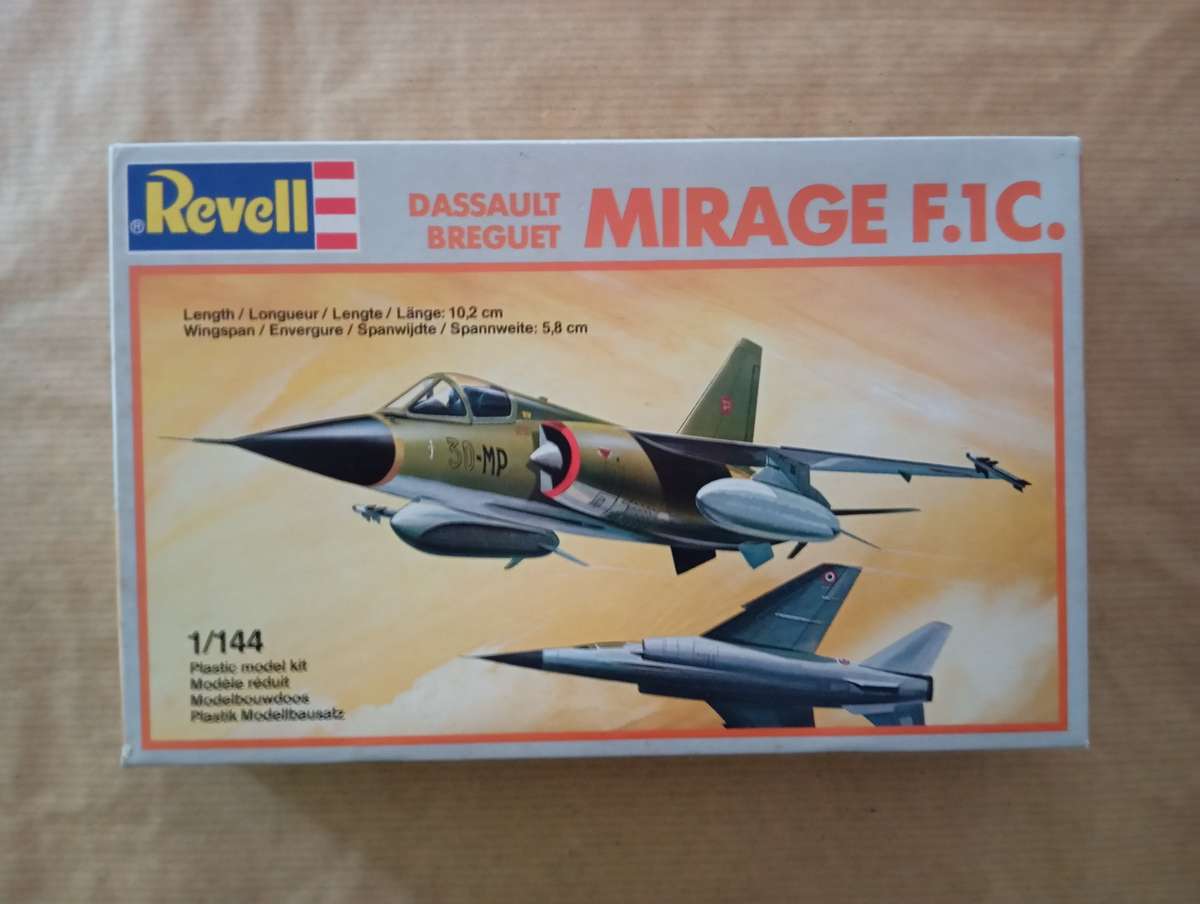 Revell
®
DASSAULT
BREGUET
MIRAGE F.1C.
Length / Longueur / Lengte / Länge: 10,2 cm
Wingspan / Envergure / Spanwijdte / Spannweite: 5,8 cm
30-MP
1/144
Plastic model kit
Modèle réduit
Modelbouwdoos
Plastik Modellbausatz